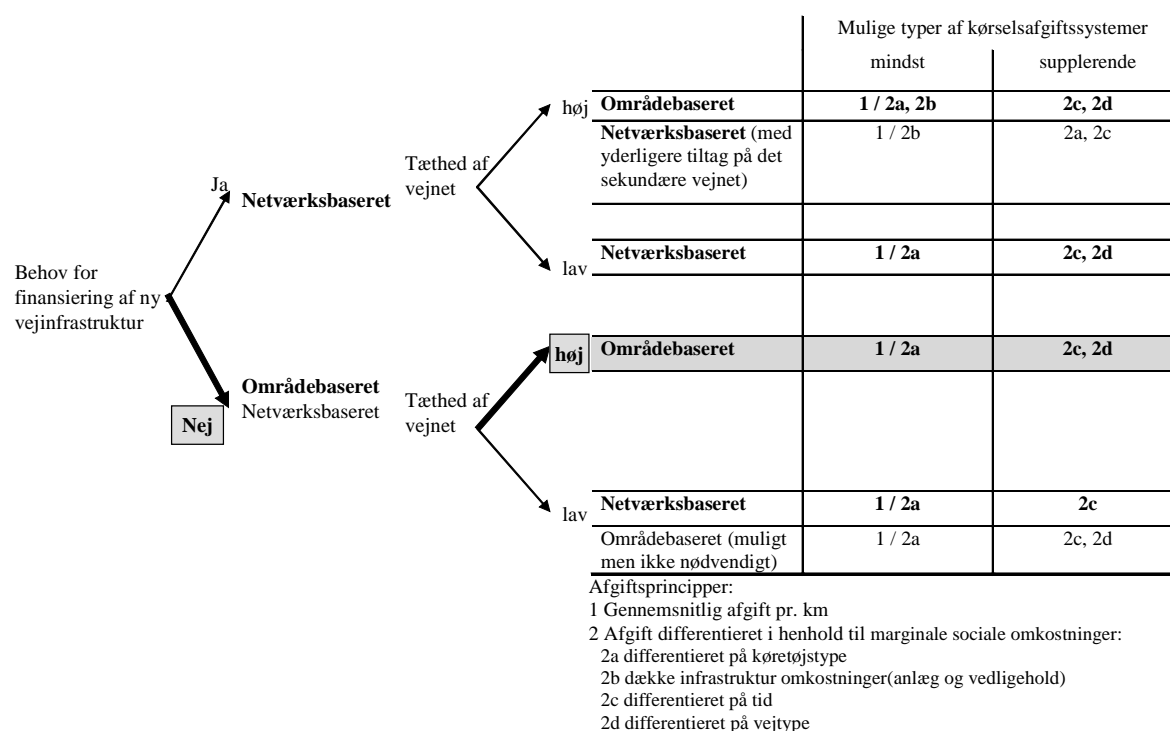 Mulige typer af kørselsafgiftssystemer
mindst
supplerende
høj
Områdebaseret
1 / 2a, 2b
2c, 2d
Netværksbaseret (med
yderligere tiltag på det
sekundære vejnet)
1 / 2b
2a, 2c
Tæthed af
vejnet
Ja
Netværksbaseret
lav
Netværksbaseret
1 / 2a
2c, 2d
Behov for
finansiering af ny
vejinfrastruktur
høj
Områdebaseret
1 / 2a
2c, 2d
Områdebaseret
Netværksbaseret
Nej
Tæthed af
vejnet
lav
Netværksbaseret
1 / 2a
2c
Områdebaseret (muligt
men ikke nødvendigt)
1 / 2a
2c, 2d
Afgiftsprincipper:
1 Gennemsnitlig afgift pr. km
2 Afgift differentieret i henhold til marginale sociale omkostninger:
2a differentieret på køretøjstype
2b dække infrastruktur omkostninger(anlæg og vedligehold)
2c differentieret på tid
2d differentieret på vejtype